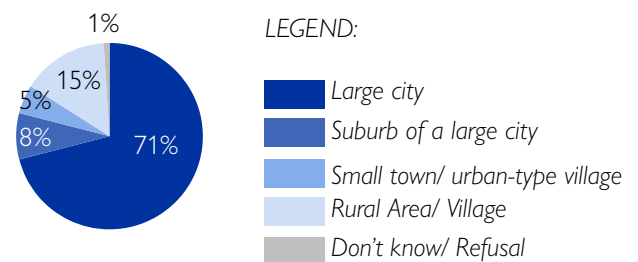 1%
15%
5%
8%
71%
LEGEND:
Large city
Suburb of a large city
Small town/ urban-type village
Rural Area/ Village
Don't know/ Refusal